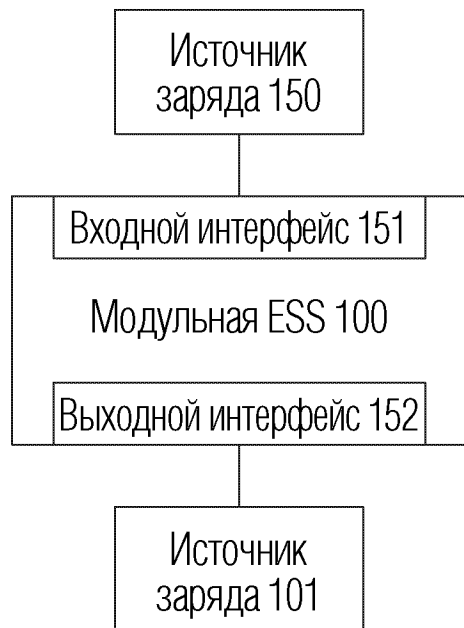 Источник
заряда 150
Входной интерфейс 151
Модульная ESS 100
Выходной интерфейс 152
Источник
заряда 101